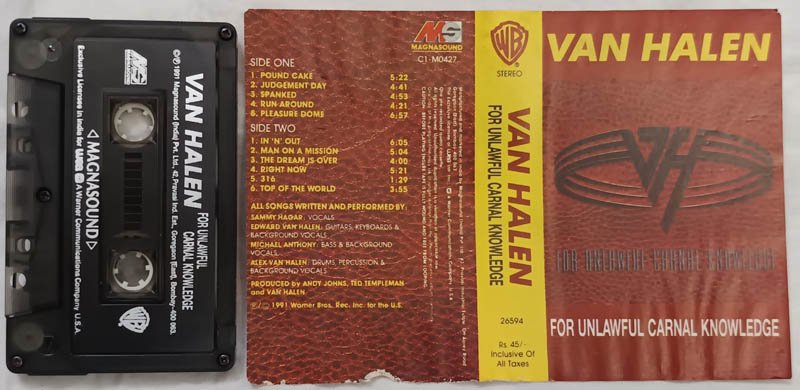 MS
MAGNASOUND
℗1991 Magnasound (India) Pvt. Ltd., 42, Pravasi Ind. Est., Goregaon (East), Bombay-400 063.
Exclusive Licensees in India for WB A Warner Communications Company U.S.A.
◁ MAGNASOUND ▷
VAN HALEN
FOR UNLAWFUL
CARNAL KNOWLEDGE
WB
MS
MAGNASOUND
C1-M0427
SIDE ONE
1. POUND CAKE 5:22
2. JUDGEMENT DAY 4:41
3. SPANKED 4:53
4. RUN-AROUND 4:21
5. PLEASURE DOME 6:57
SIDE TWO
1. IN 'N' OUT 6:05
2. MAN ON A MISSION 5:04
3. THE DREAM IS OVER 4:00
4. RIGHT NOW 5:21
5. 316 1:29
6. TOP OF THE WORLD 3:55
ALL SONGS WRITTEN AND PERFORMED BY:
SAMMY HAGAR: VOCALS
EDWARD VAN HALEN: GUITARS, KEYBOARDS &
BACKGROUND VOCALS
MICHAEL ANTHONY: BASS & BACKGROUND
VOCALS
ALEX VAN HALEN: DRUMS, PERCUSSION &
BACKGROUND VOCALS
PRODUCED by ANDY JOHNS, TED TEMPLEMAN
and VAN HALEN
℗/© 1991 Warner Bros. Rec. Inc. for the U.S.
WB
STEREO
VAN HALEN
FOR UNLAWFUL CARNAL KNOWLEDGE
26594
Rs. 45/-
Inclusive Of
All Taxes
VAN HALEN
VH
FOR UNLAWFUL CARNAL KNOWLEDGE
FOR UNLAWFUL CARNAL KNOWLEDGE